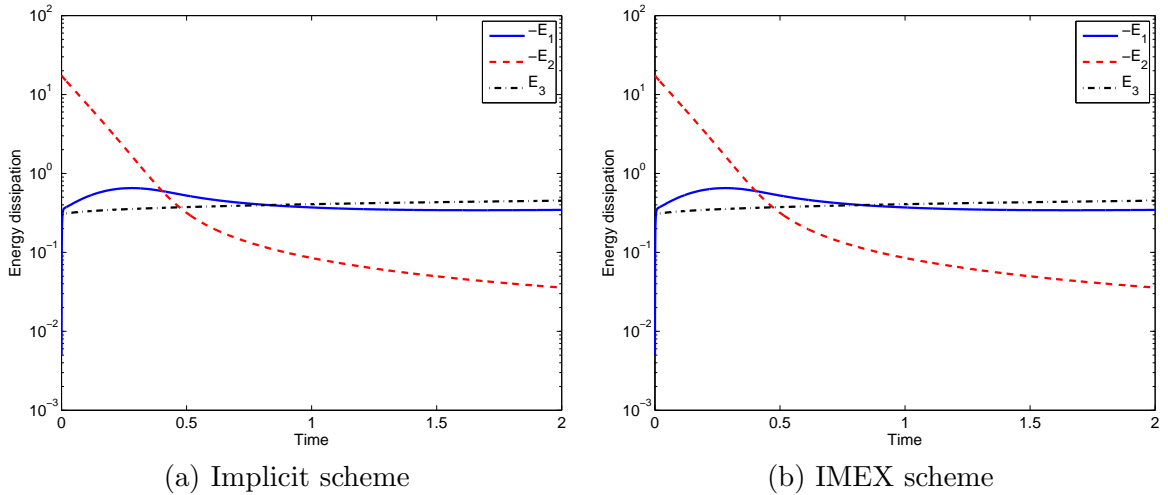 10^2
10^1
10^0
10^−1
10^−2
10^−3
Energy dissipation
0
0.5
1
1.5
2
Time
−E_1
−E_2
E_3
(a) Implicit scheme
10^2
10^1
10^0
10^−1
10^−2
10^−3
Energy dissipation
0
0.5
1
1.5
2
Time
−E_1
−E_2
E_3
(b) IMEX scheme